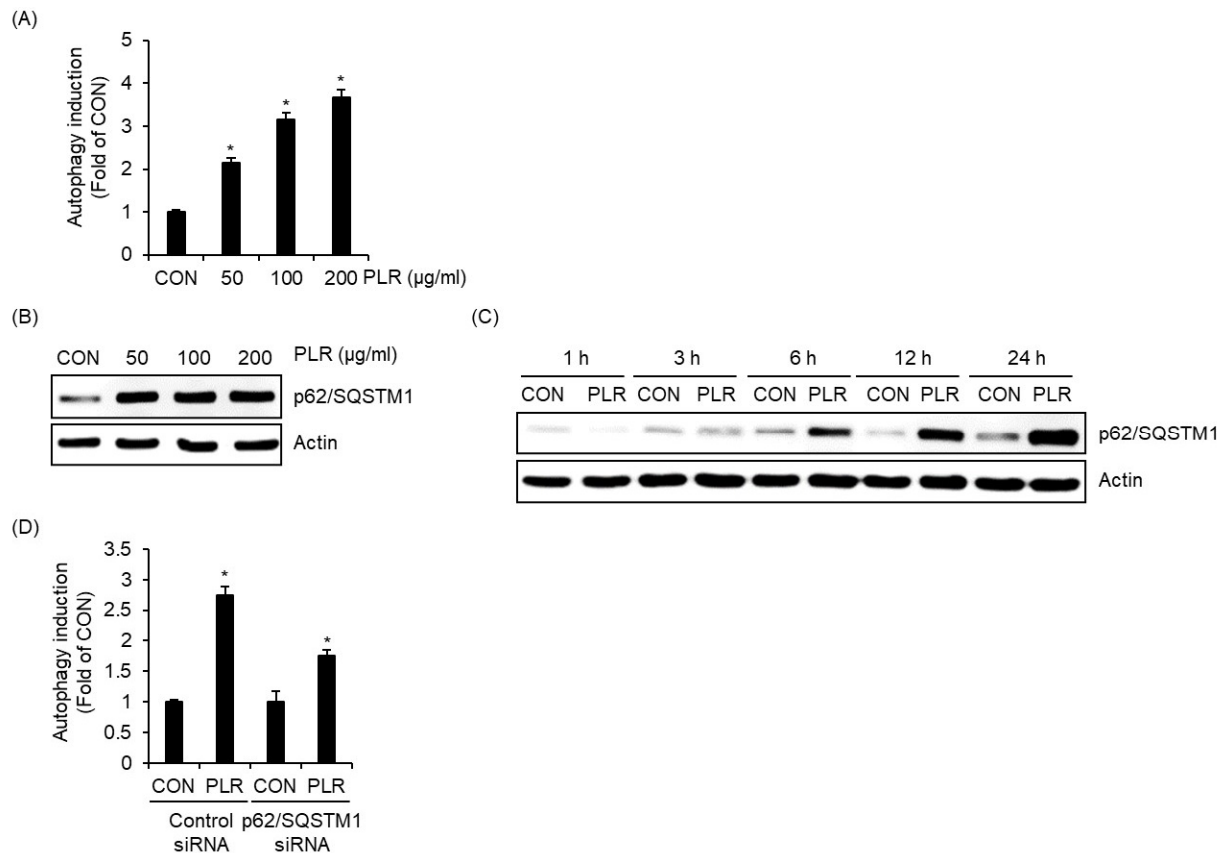 (A)
Autophagy induction
(Fold of CON)
5
4
3
2
1
0
*
*
*
CON 50 100 200 PLR (µg/ml)
(B)
CON 50 100 200 PLR (µg/ml)
p62/SQSTM1
Actin
(C)
1 h 3 h 6 h 12 h 24 h
CON PLR CON PLR CON PLR CON PLR CON PLR
p62/SQSTM1
Actin
(D)
Autophagy induction
(Fold of CON)
3.5
3
2.5
2
1.5
1
0.5
0
*
*
CON PLR CON PLR
Control p62/SQSTM1
siRNA siRNA